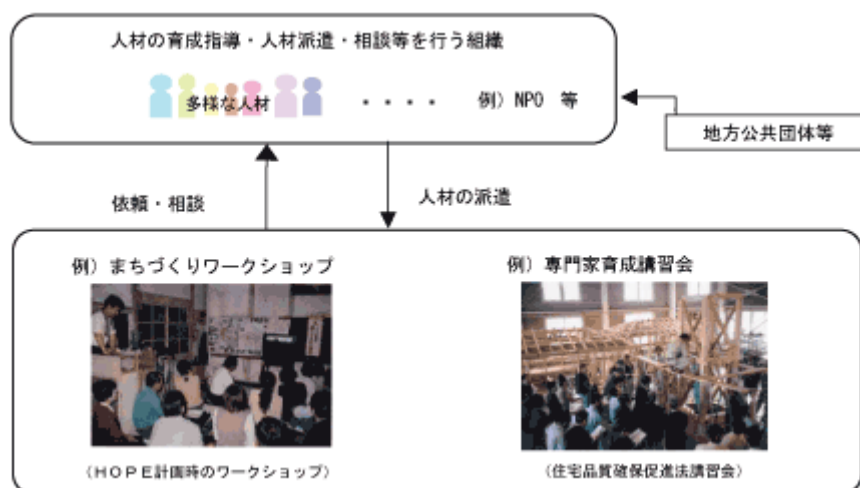 人材の育成指導・人材派遣・相談等を行う組織
多様な人材
・・・・
例）NPO 等
地方公共団体等
依頼・相談
人材の派遣
例）まちづくりワークショップ
例）専門家育成講習会
（ＨＯＰＥ計画時のワークショップ）
（住宅品質確保促進法講習会）